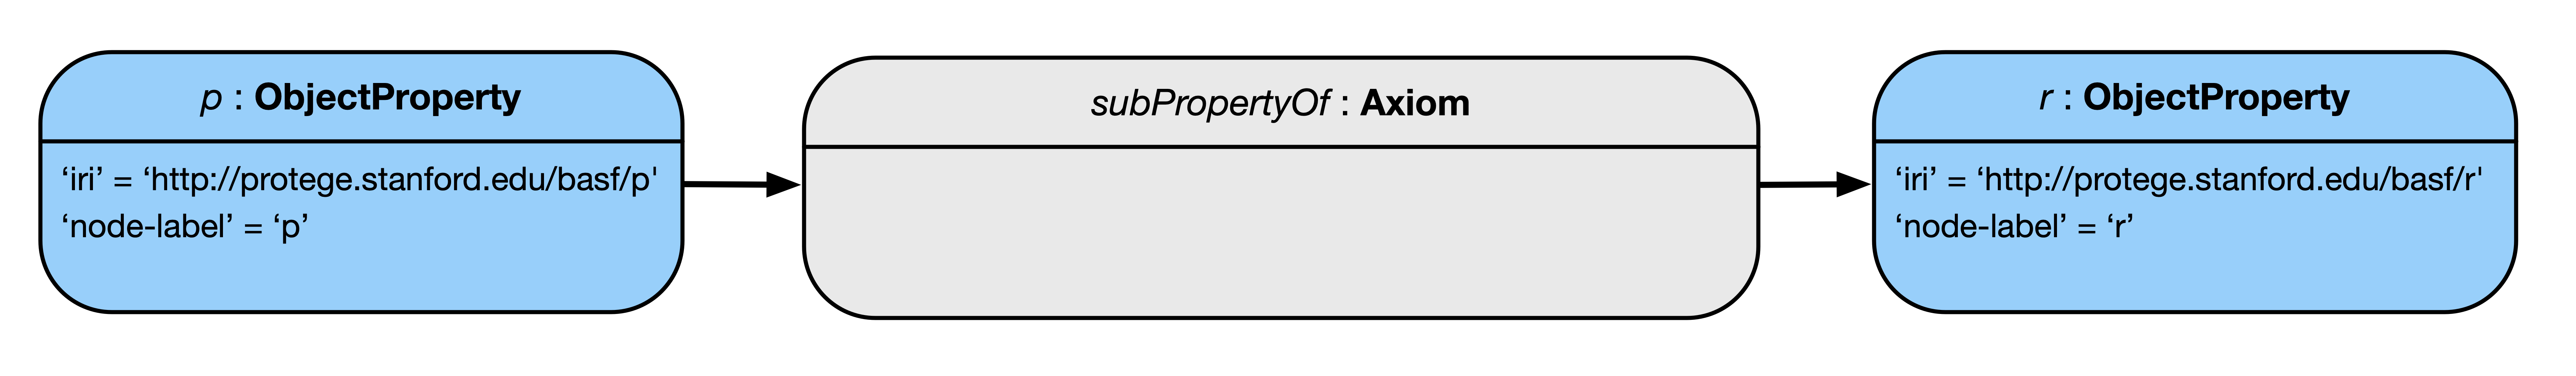 p : ObjectProperty
‘iri’ = ‘http://protege.stanford.edu/basf/p'
‘node-label’ = ‘p’
subPropertyOf : Axiom
r : ObjectProperty
‘iri’ = ‘http://protege.stanford.edu/basf/r'
‘node-label’ = ‘r’